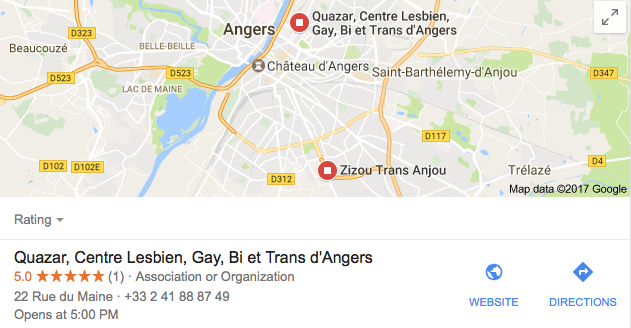 Quazar, Centre Lesbien,
Gay, Bi et Trans d'Angers
Angers
D323
D323
Beaucouzé
BELLE-BEILLE
Château d'Angers
Saint-Barthélemy-d'Anjou
D523
D523
D347
LAC DE MAINE
D117
D102
D102E
Zizou Trans Anjou
Trélazé
D4
D312
Map data ©2017 Google
Rating
Quazar, Centre Lesbien, Gay, Bi et Trans d'Angers
5.0 ★★★★★ (1) · Association or Organization
22 Rue du Maine · +33 2 41 88 87 49
Opens at 5:00 PM
WEBSITE
DIRECTIONS